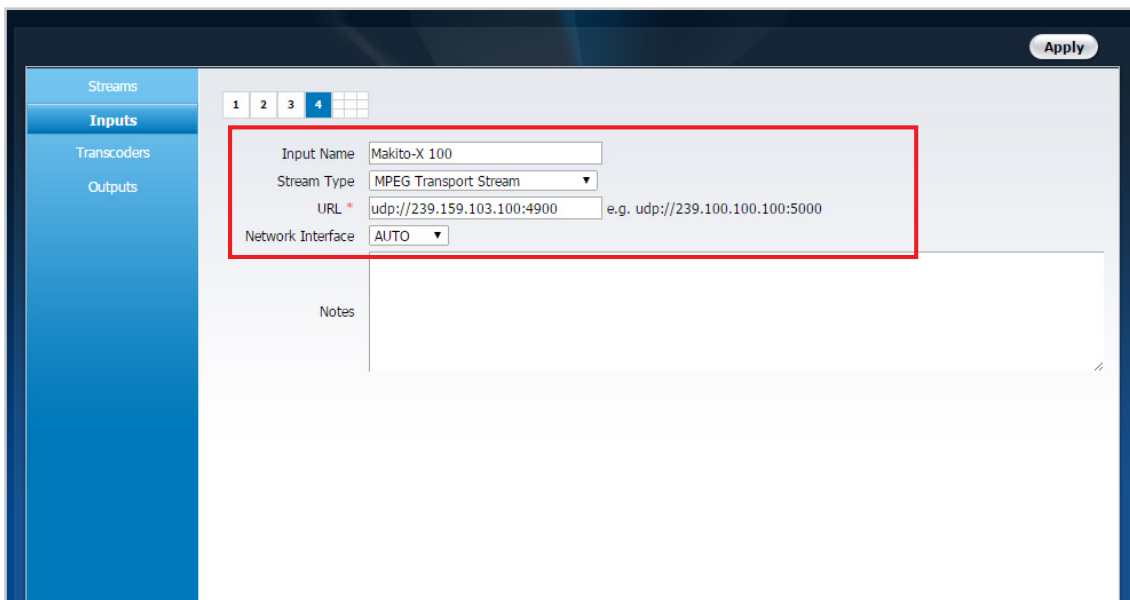 Apply
Streams
Inputs
Transcoders
Outputs
1 2 3 4
Input Name Makito-X 100
Stream Type MPEG Transport Stream
URL * udp://239.159.103.100:4900 e.g. udp://239.100.100.100:5000
Network Interface AUTO
Notes